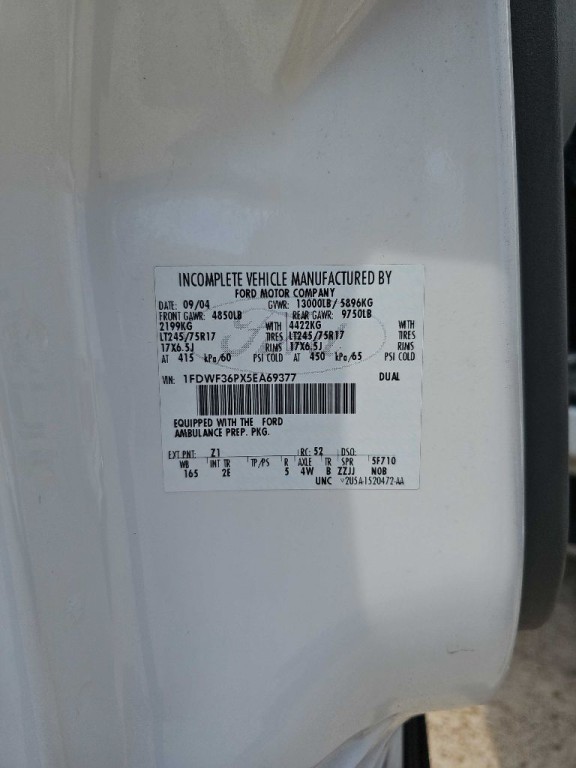 INCOMPLETE VEHICLE MANUFACTURED BY
FORD MOTOR COMPANY
DATE: 09/04 GVWR: 13000LB/ 5896KG
FRONT GAWR: 4850LB REAR GAWR: 9750LB
2199KG WITH 4422KG WITH
LT245/75R17 TIRES LT245/75R17 TIRES
17X6.5J RIMS 17X6.5J RIMS
AT 415 kPa/60 PSI COLD AT 450 kPa/65 PSI COLD
VIN: 1FDWF36PX5EA69377 DUAL
EQUIPPED WITH THE FORD
AMBULANCE PREP. PKG.
EXT PNT: Z1 RC: 52 DSO:
WB INT TR TP/PS R AXLE TR SPR 5F710
165 2E 5 4W B ZZJJ NOB
UNC 2U5A-1520472-AA